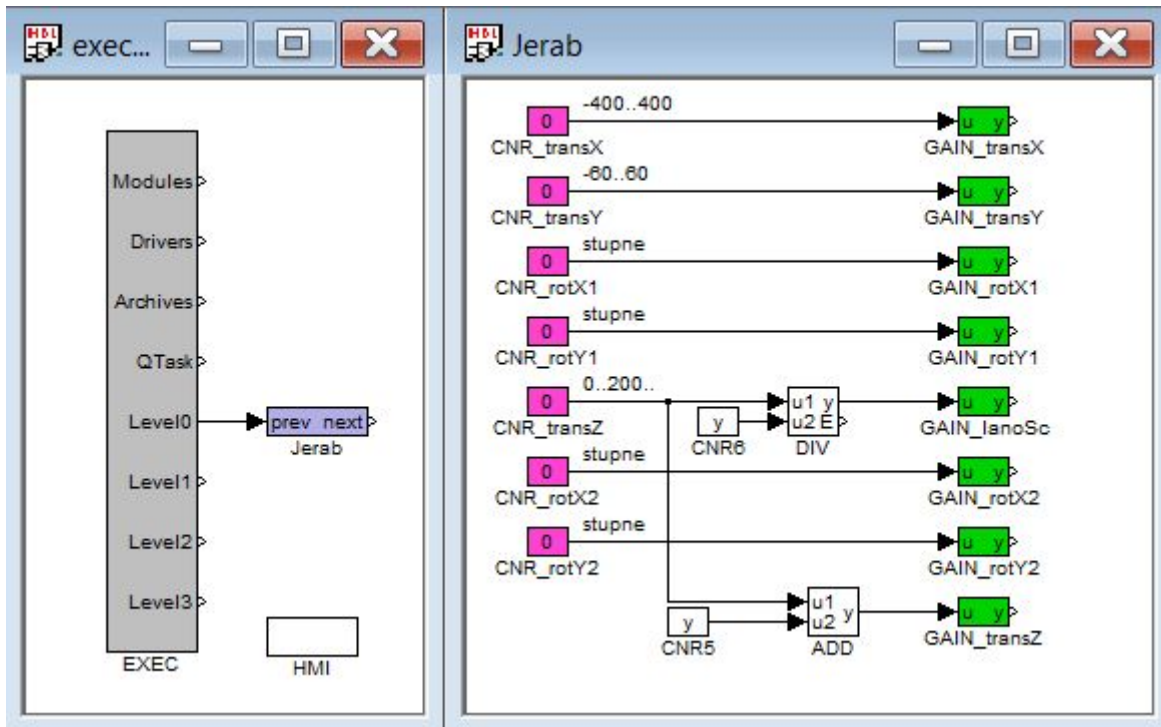 HDL exec...
Modules
Drivers
Archives
QTask
Level0
prev next
Jerab
Level1
Level2
Level3
EXEC
HMI
HDL Jerab
-400..400
0
u y
CNR_transX
GAIN_transX
-60..60
0
u y
CNR_transY
GAIN_transY
stupne
0
u y
CNR_rotX1
GAIN_rotX1
stupne
0
u y
CNR_rotY1
GAIN_rotY1
0..200..
0
u1 y
u y
CNR_transZ
y
u2 E
GAIN_lanoSc
CNR6
DIV
stupne
0
u y
CNR_rotX2
GAIN_rotX2
stupne
0
u y
CNR_rotY2
GAIN_rotY2
u1
y
u2
y
u y
CNR5
ADD
GAIN_transZ